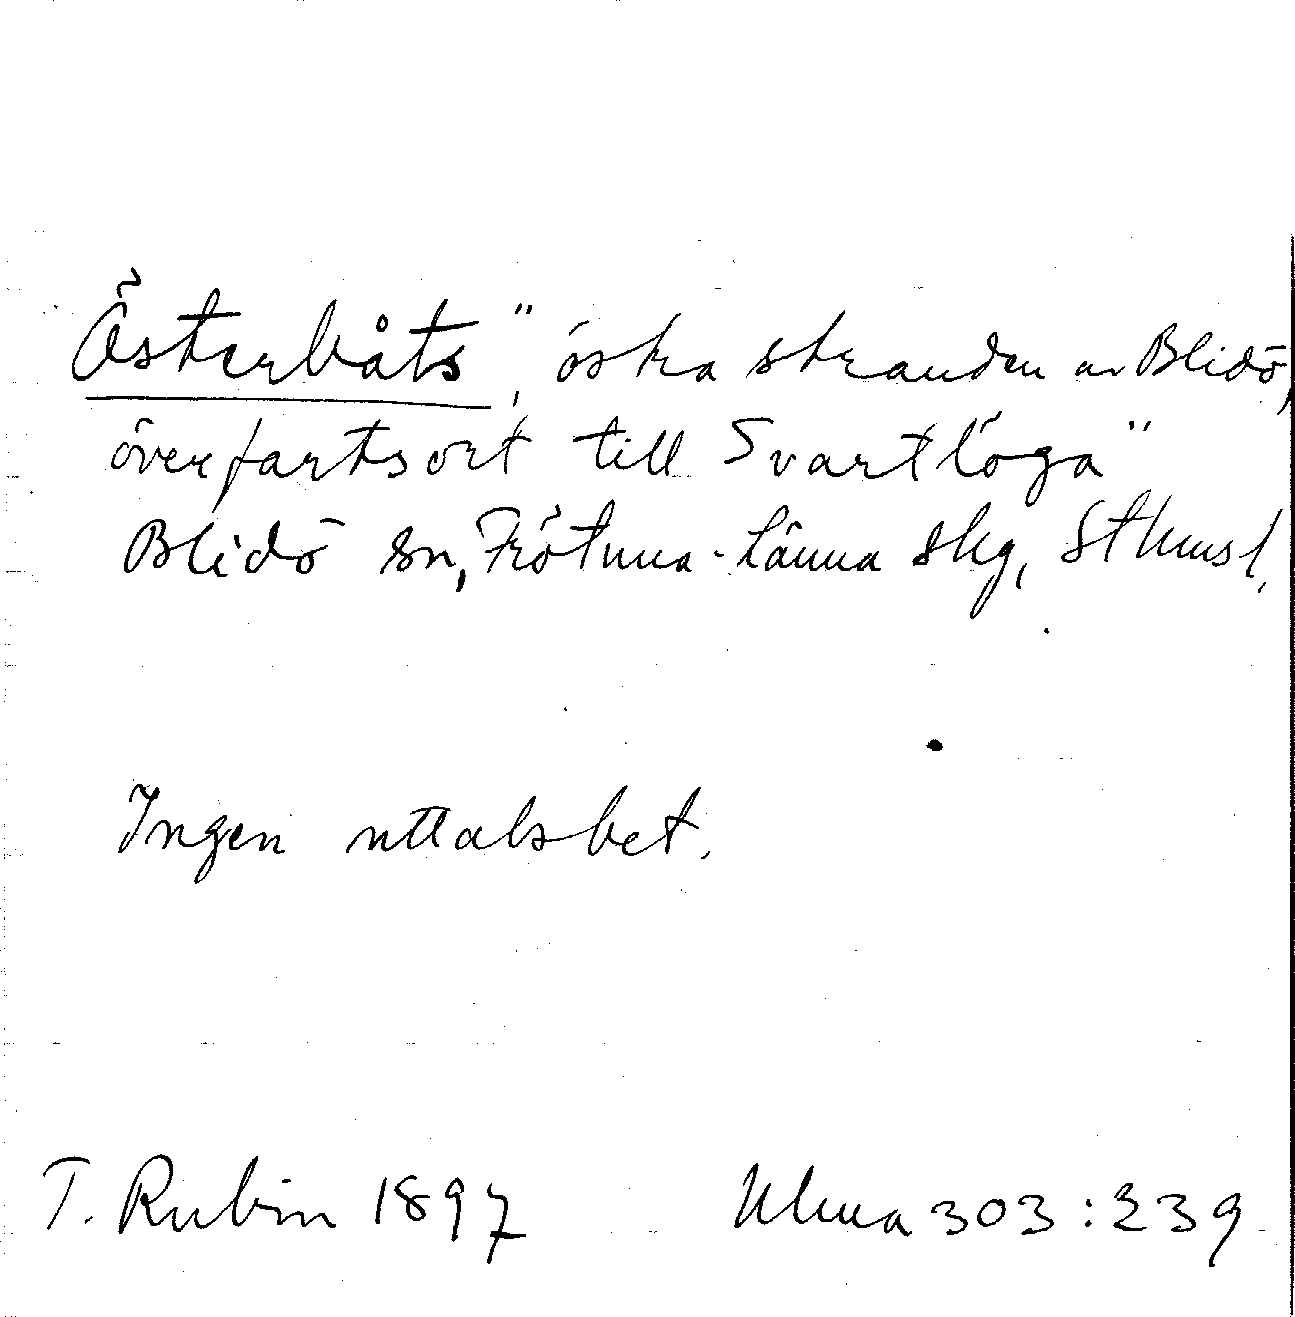 Österbåts, "östra stranden av Blidö,
överfartsort till Svartlöga"
Blidö sn, Frötuna-Länna skg, Sthmsl.
Ingen uttalsbet.
T. Rubin 1897 Ulma 303:239